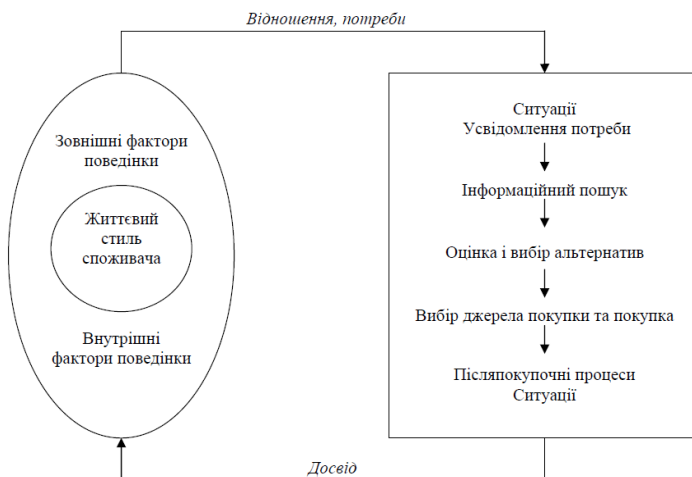 Відношення, потреби
Зовнішні фактори
поведінки
Життєвий
стиль
споживача
Внутрішні
фактори поведінки
Ситуації
Усвідомлення потреби
Інформаційний пошук
Оцінка і вибір альтернатив
Вибір джерела покупки та покупка
Післяпокупочні процеси
Ситуації
Досвід